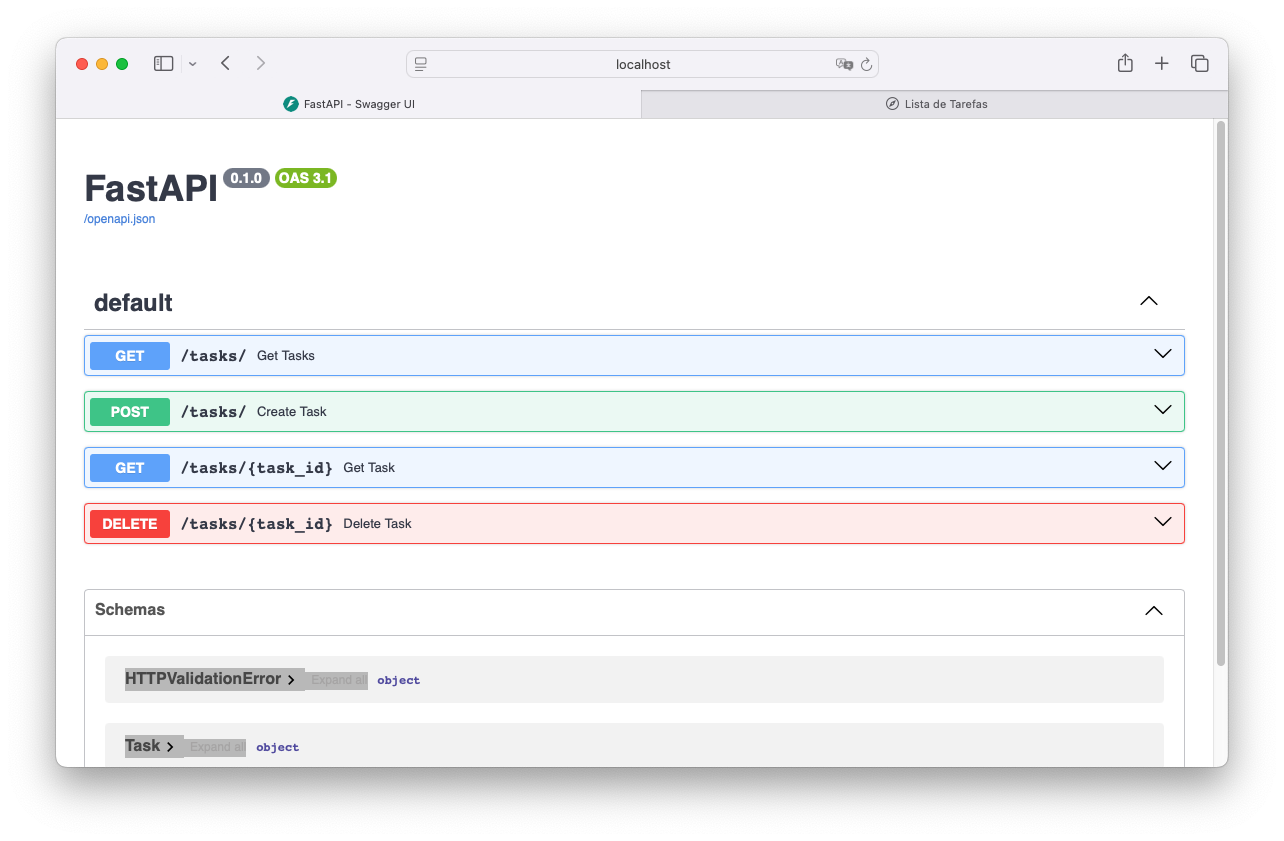 localhost
FastAPI - Swagger UI
Lista de Tarefas
FastAPI 0.1.0 OAS 3.1
/openapi.json
default
GET /tasks/ Get Tasks
POST /tasks/ Create Task
GET /tasks/{task_id} Get Task
DELETE /tasks/{task_id} Delete Task
Schemas
HTTPValidationError Expand all object
Task Expand all object